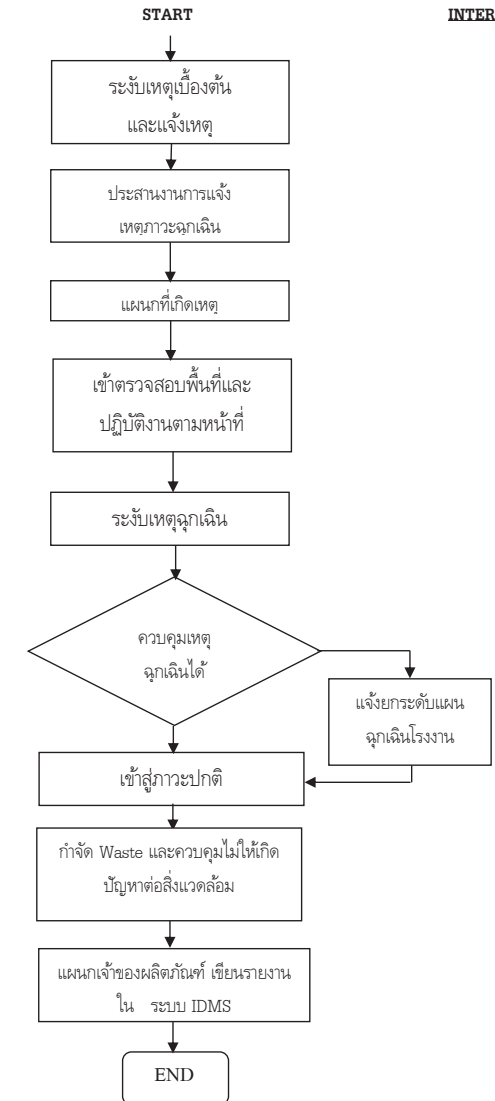 START INTER
ระงับเหตุเบื้องต้น
และแจ้งเหตุ
ประสานงานการแจ้ง
เหตุภาวะฉุกเฉิน
แผนกที่เกิดเหตุ
เข้าตรวจสอบพื้นที่และ
ปฏิบัติงานตามหน้าที่
ระงับเหตุฉุกเฉิน
ควบคุมเหตุ
ฉุกเฉินได้
แจ้งยกระดับแผน
ฉุกเฉินโรงงาน
เข้าสู่ภาวะปกติ
กำจัด Waste และควบคุมไม่ให้เกิด
ปัญหาต่อสิ่งแวดล้อม
แผนกเจ้าของผลิตภัณฑ์ เขียนรายงาน
ใน ระบบ IDMS
END